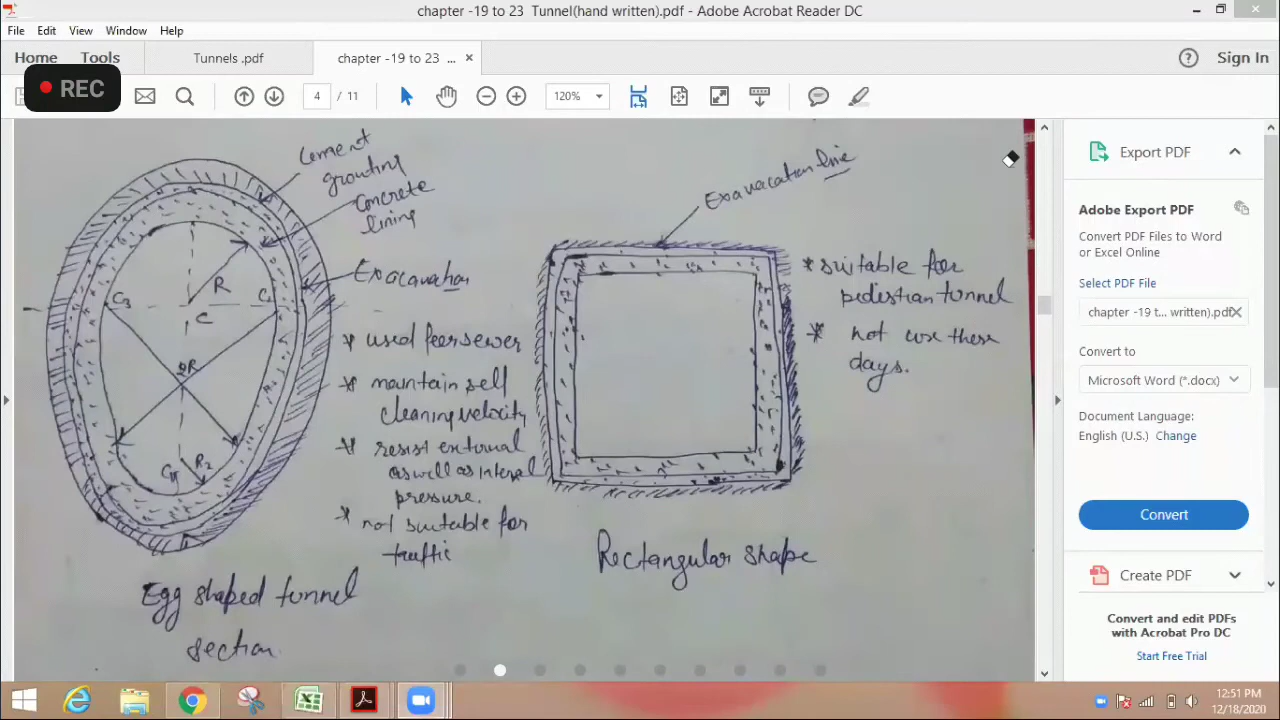 chapter -19 to 23 Tunnel(hand written).pdf - Adobe Acrobat Reader DC
File Edit View Window Help
Home Tools Tunnels .pdf chapter -19 to 23 ... × Sign In
REC 4 / 11 120%
Cement
grouting
Concrete
lining
Exacavation
R
C3 C C2
2R
C1 R2
* used for sewer
* maintain self
cleaning velocity
* resist external
as well as internal
pressure.
* not suitable for
traffic
Egg shaped tunnel
section.
Exavacation line
* suitable for
pedestrian tunnel
* not use these
days.
Rectangular shape
Export PDF
Adobe Export PDF
Convert PDF Files to Word
or Excel Online
Select PDF File
chapter -19 t... written).pdf ×
Convert to
Microsoft Word (*.docx)
Document Language:
English (U.S.) Change
Convert
Create PDF
Convert and edit PDFs
with Acrobat Pro DC
Start Free Trial
12:51 PM
12/18/2020